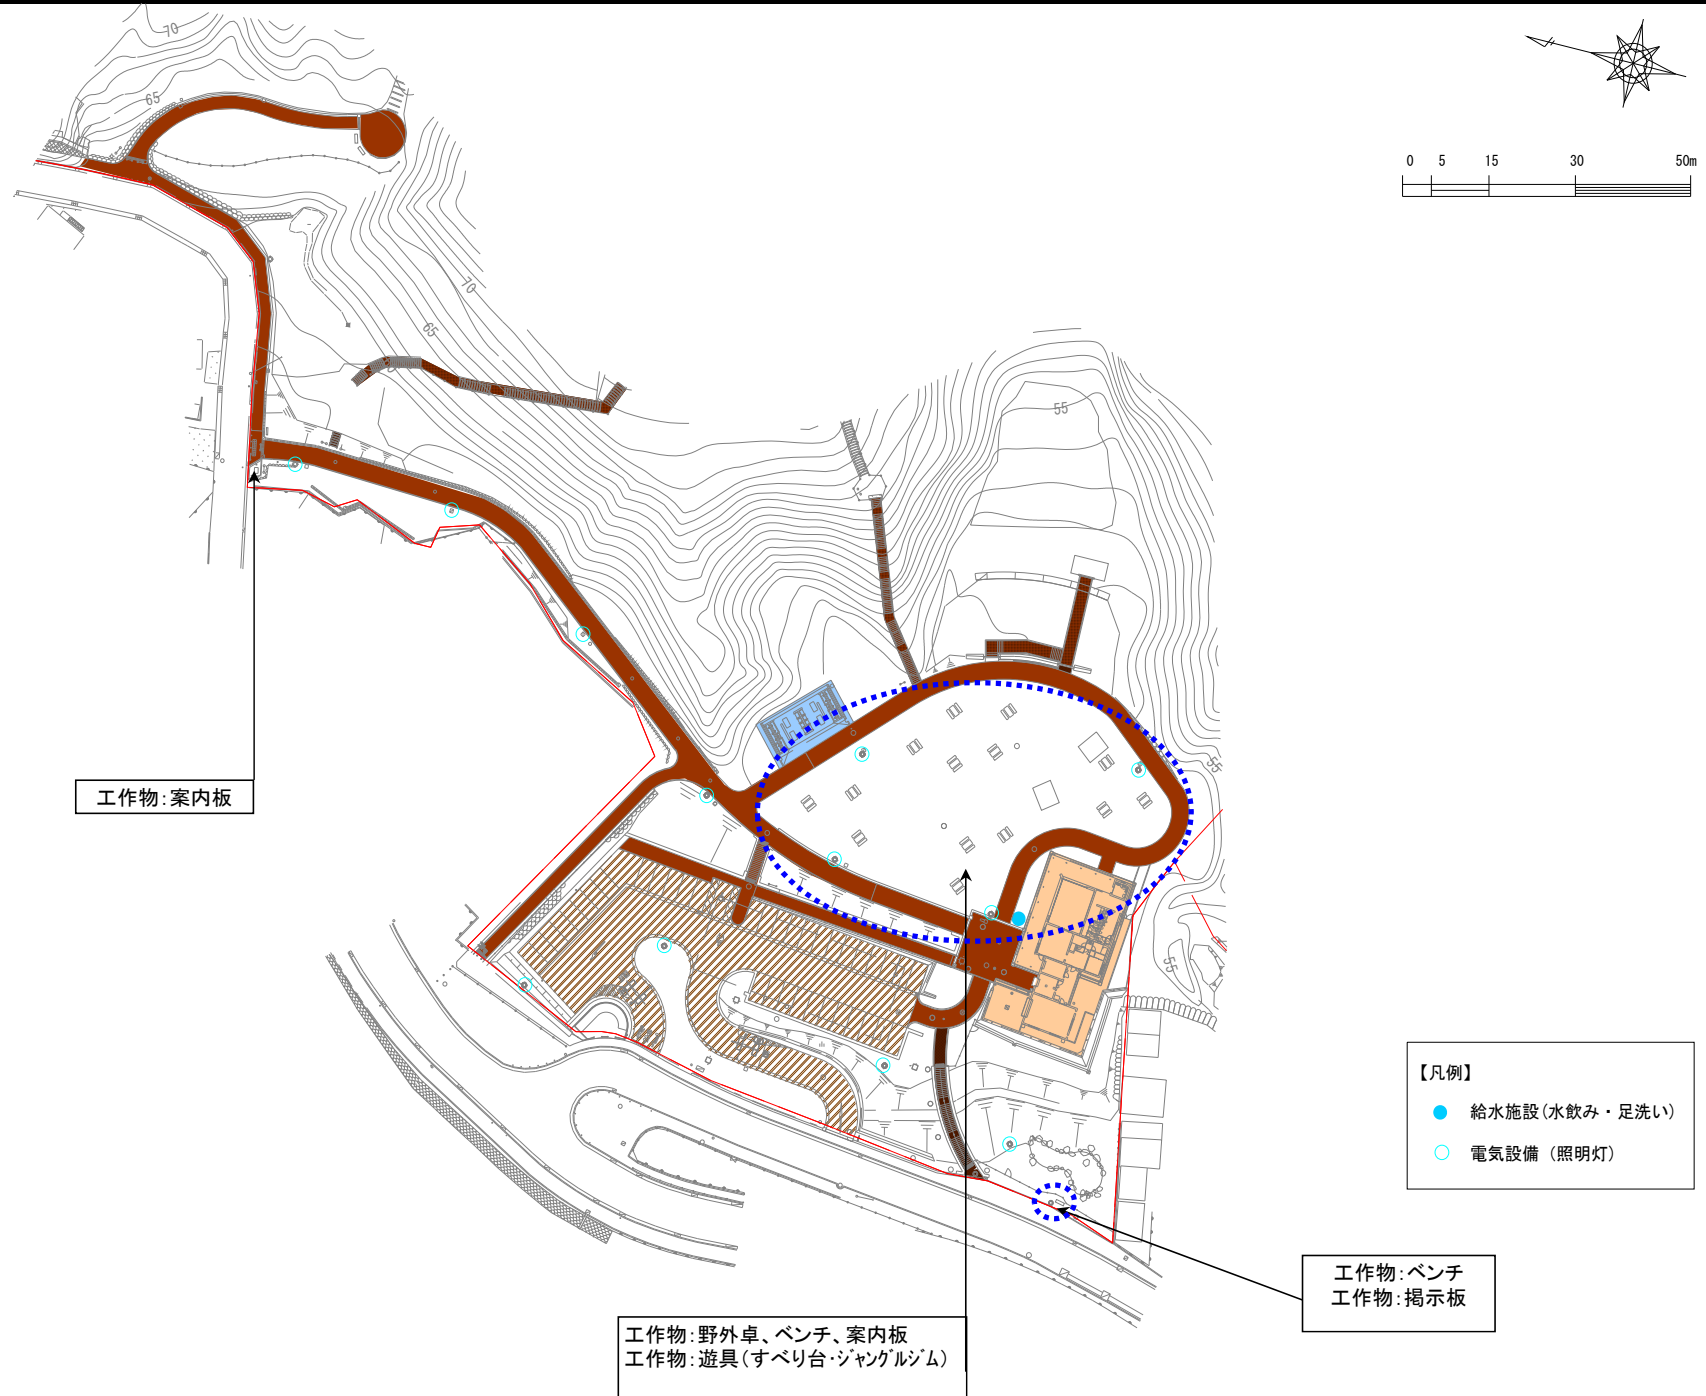 70
65
0 5 15 30 50m
70
65
55
55
55
工作物:案内板
【凡例】
給水施設(水飲み・足洗い)
電気設備 (照明灯)
工作物:ベンチ
工作物:掲示板
工作物:野外卓、ベンチ、案内板
工作物:遊具(すべり台・ジャングルジム)